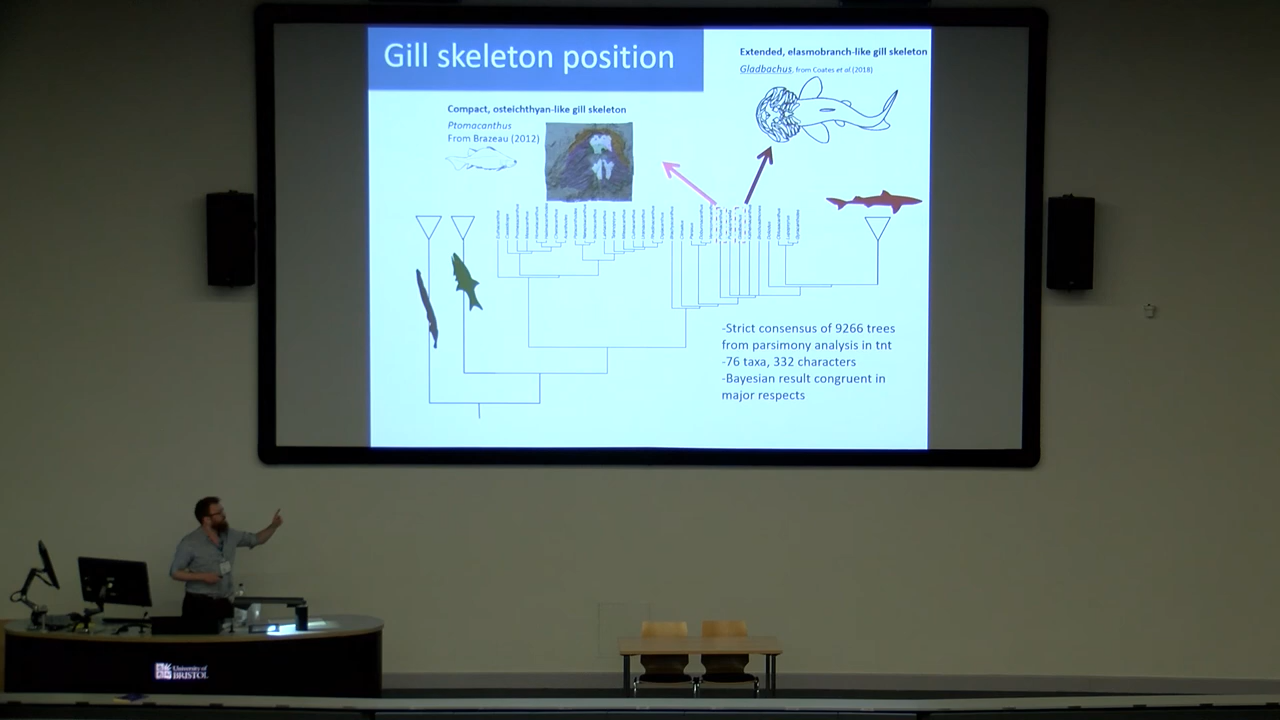 Gill skeleton position
Extended, elasmobranch-like gill skeleton
Gladbachus, from Coates et al (2018)
Compact, osteichthyan-like gill skeleton
Ptomacanthus
From Brazeau (2012)
-Strict consensus of 9266 trees
from parsimony analysis in tnt
-76 taxa, 332 characters
-Bayesian result congruent in
major respects
University of
BRISTOL